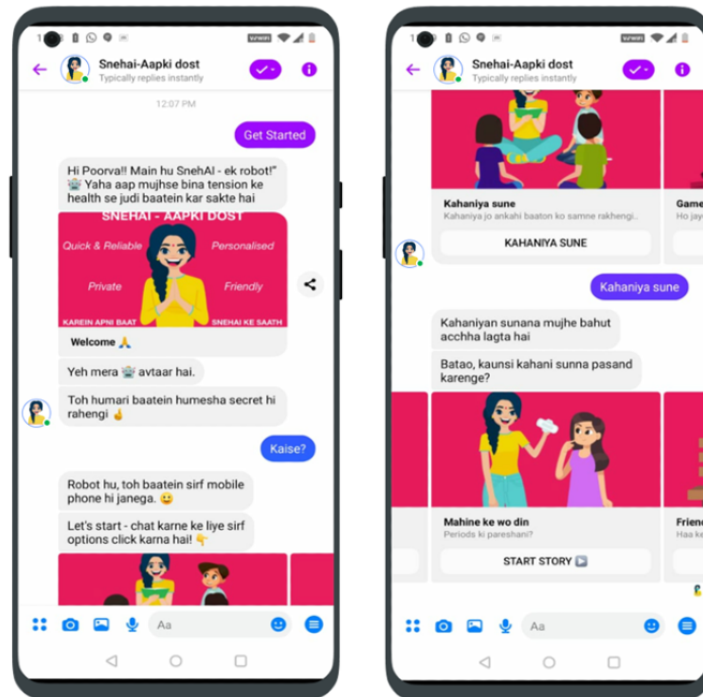 Snehai-Aapki dost
Typically replies instantly
12:07 PM
Get Started
Hi Poorva!! Main hu SnehAI - ek robot!"
🤖 Yaha aap mujhse bina tension ke
health se judi baatein kar sakte hai
SNEHAI - AAPKI DOST
Quick & Reliable
Personalised
Private
Friendly
KAREIN APNI BAAT
SNEHAI KE SAATH
Welcome 🙏
Yeh mera 🤖 avtaar hai.
Toh humari baatein humesha secret hi
rahengi 🤞
Kaise?
Robot hu, toh baatein sirf mobile
phone hi janega. 😀
Let's start - chat karne ke liye sirf
options click karna hai! 👇
Aa
Snehai-Aapki dost
Typically replies instantly
Kahaniya sune
Kahaniya jo ankahi baaton ko samne rakhengi..
KAHANIYA SUNE
Game
Ho jay
Kahaniya sune
Kahaniyan sunana mujhe bahut
acchha lagta hai
Batao, kaunsi kahani sunna pasand
karenge?
Mahine ke wo din
Periods ki pareshani?
START STORY ▶
Frien
Haa ke
Aa